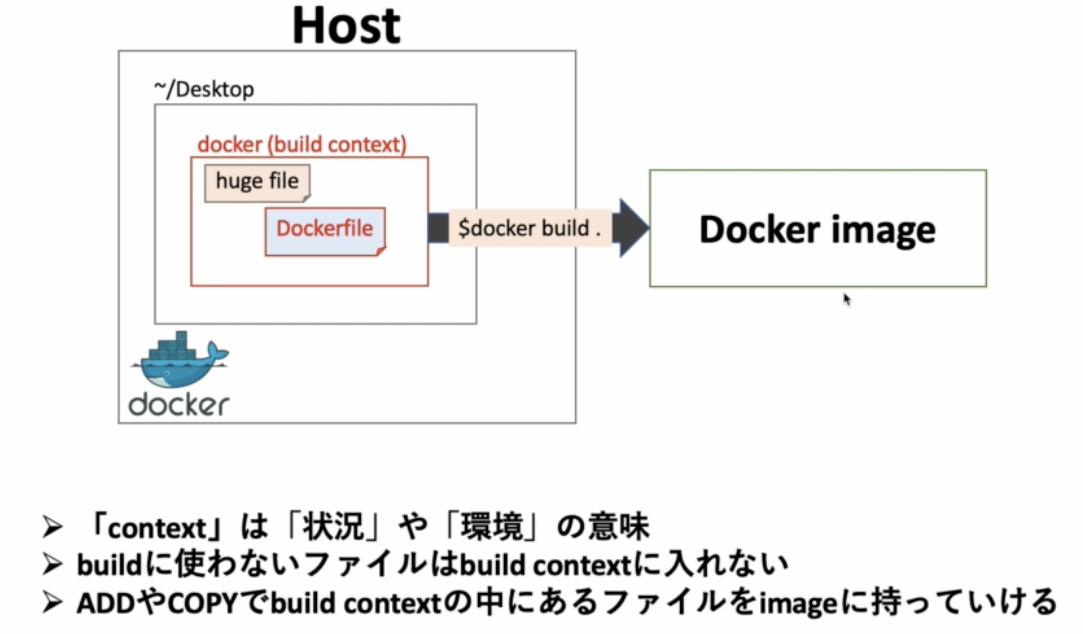 Host
~/Desktop
docker (build context)
huge file
Dockerfile
$docker build .
Docker image
docker
➢ 「context」は「状況」や「環境」の意味
➢ buildに使わないファイルはbuild contextに入れない
➢ ADDやCOPYでbuild contextの中にあるファイルをimageに持っていける